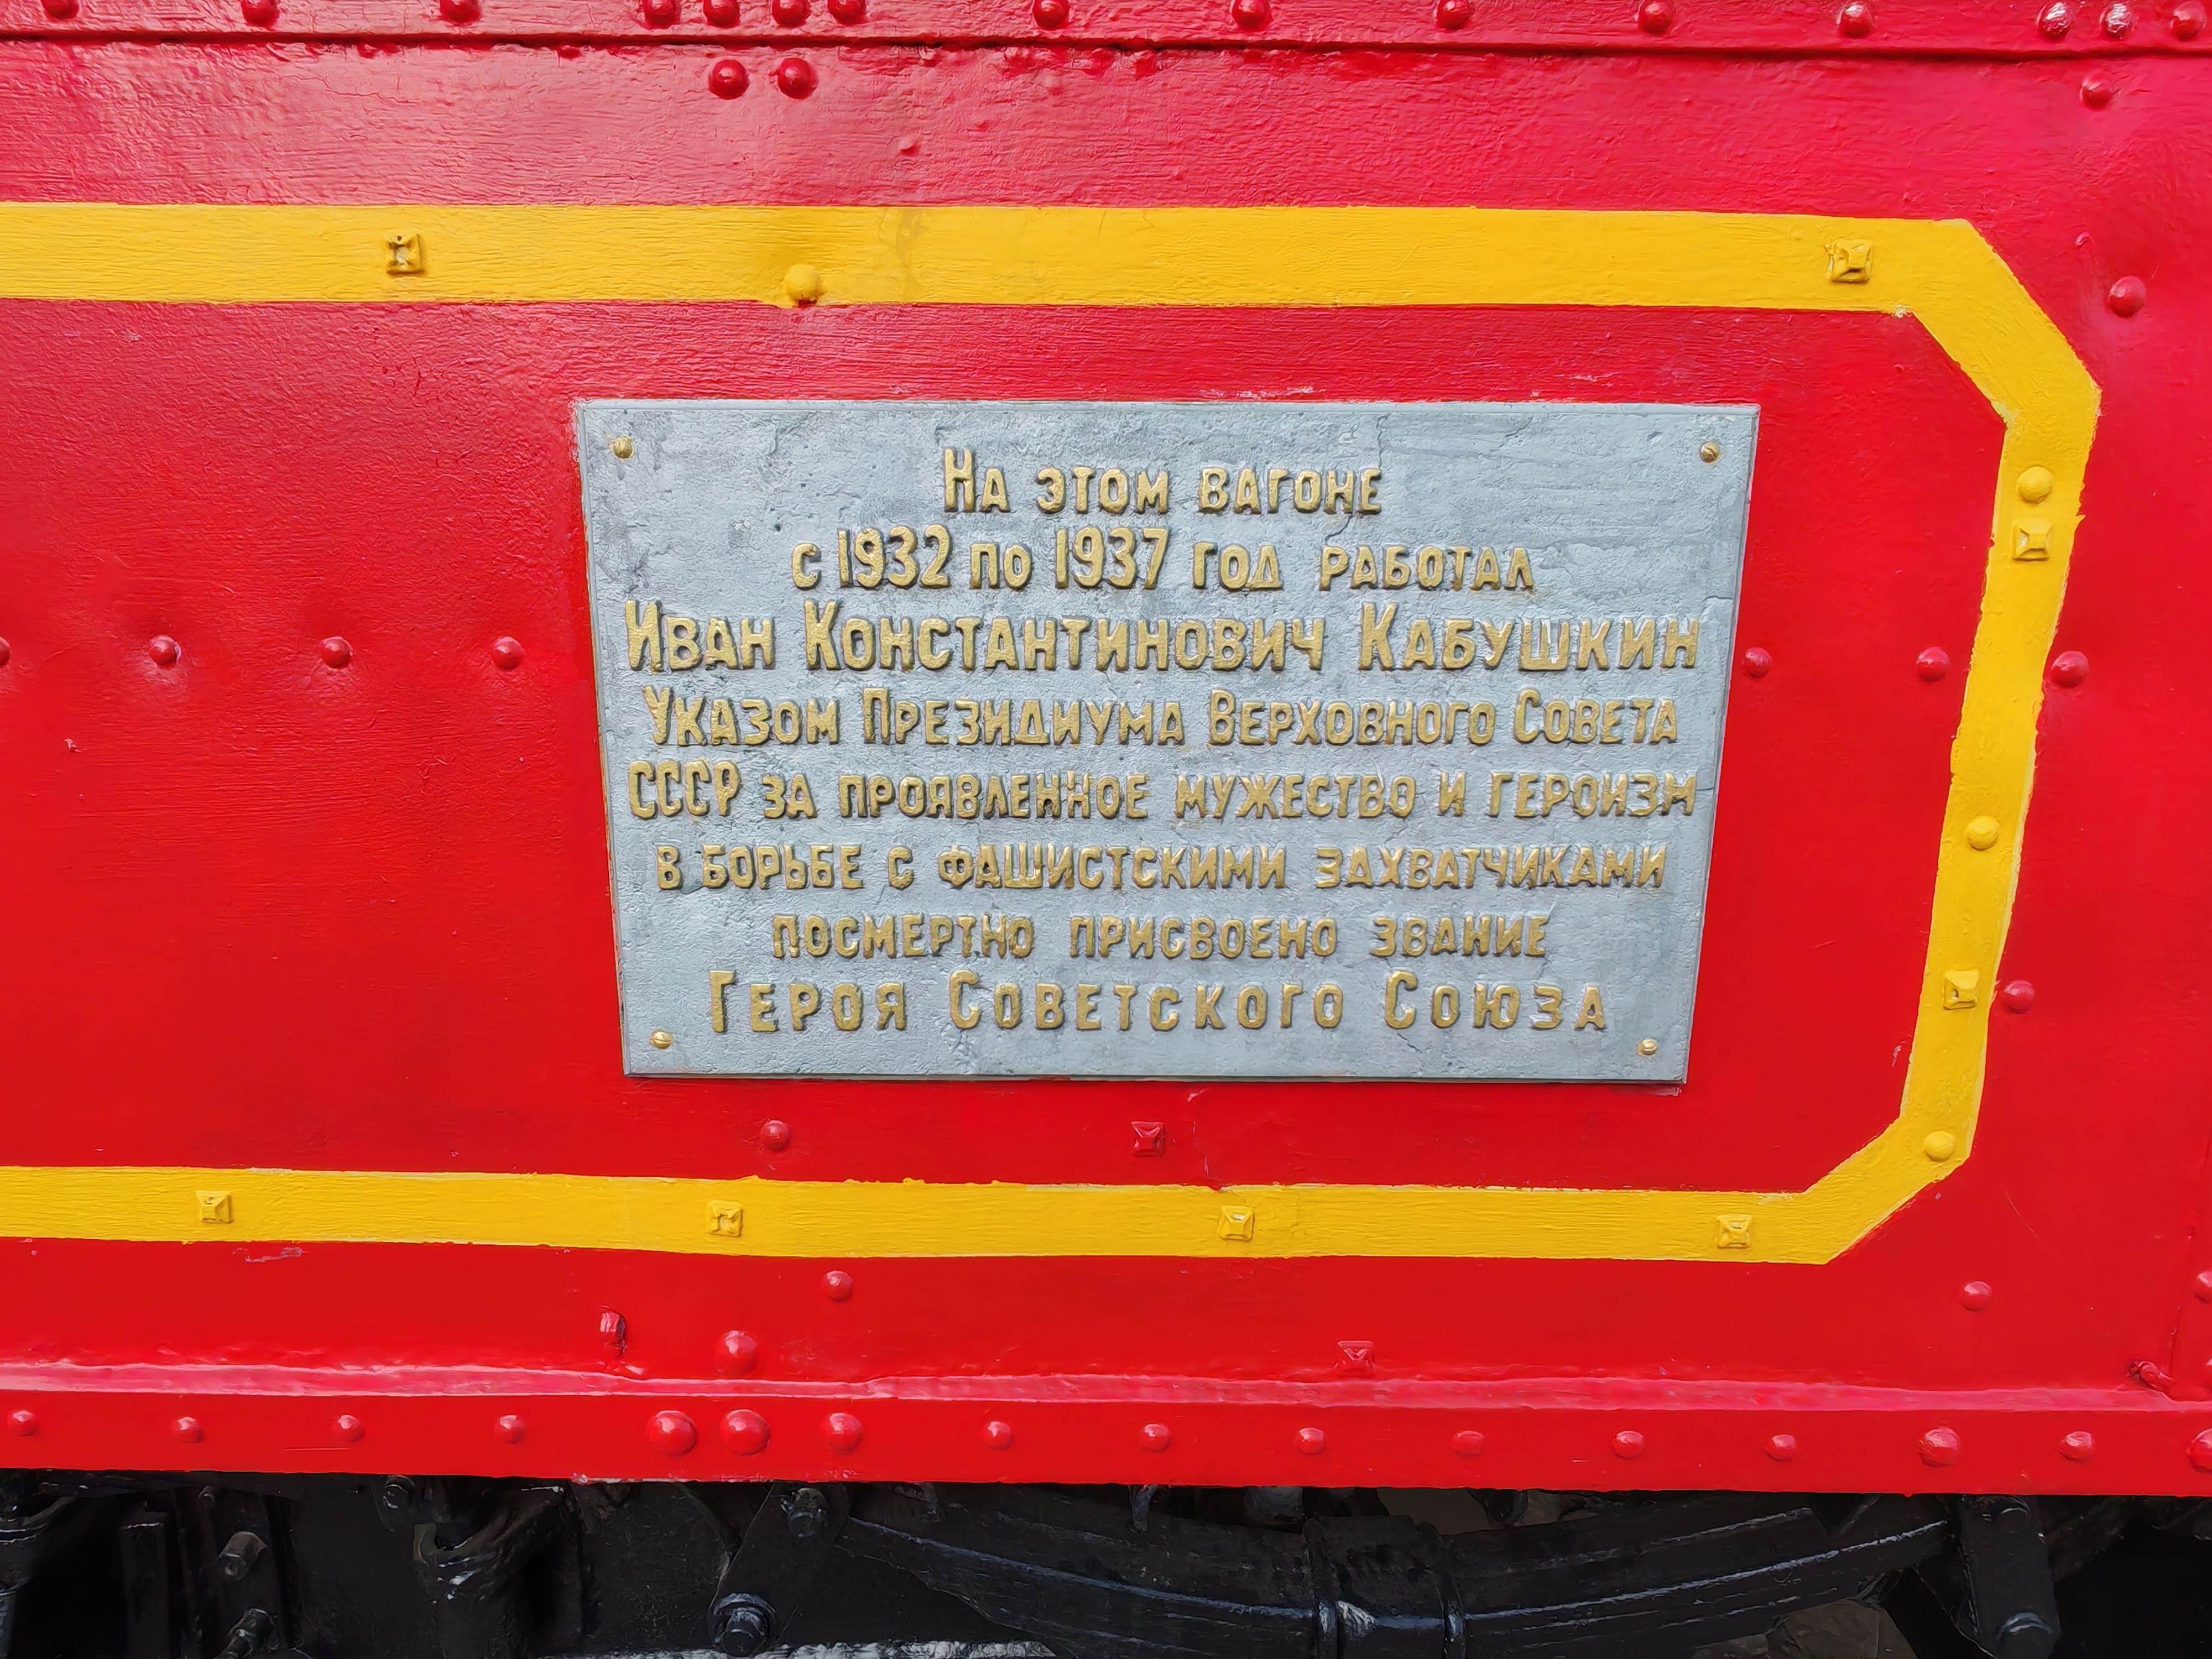 На этом вагоне
с 1932 по 1937 год работал
Иван Константинович Кабушкин
Указом Президиума Верховного Совета
СССР за проявленное мужество и героизм
в борьбе с фашистскими захватчиками
посмертно присвоено звание
Героя Советского Союза